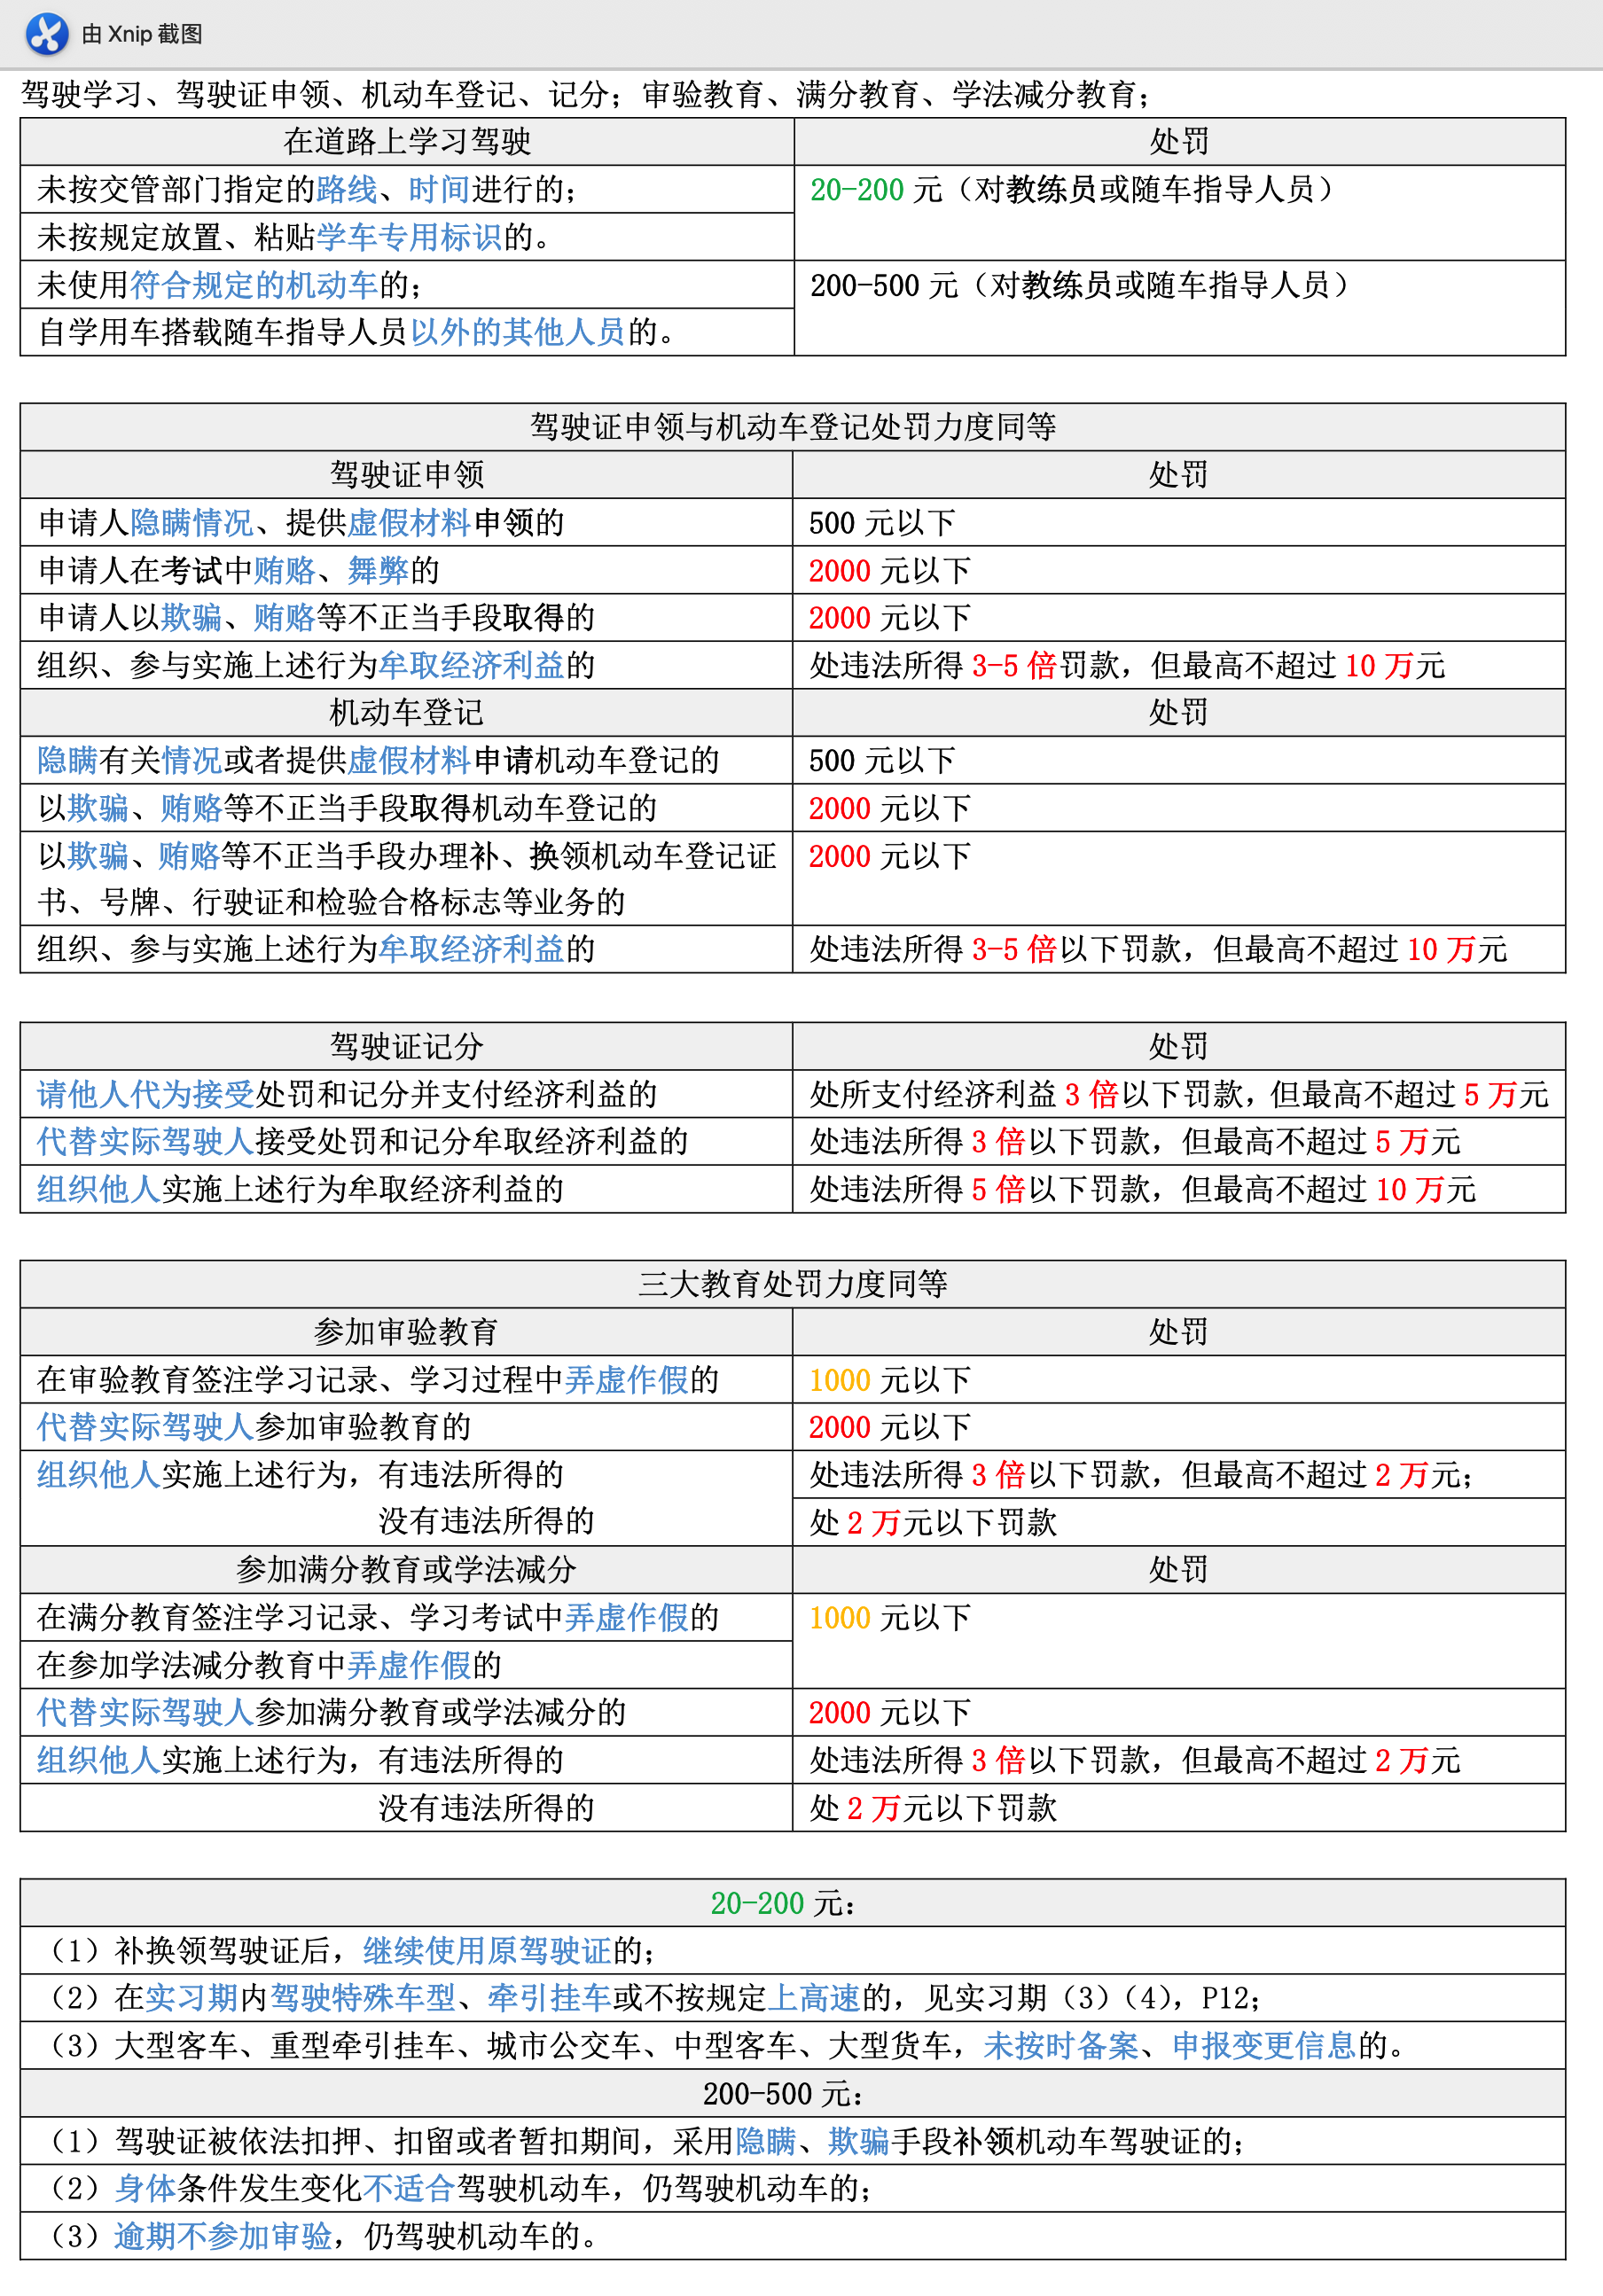 由 Xnip 截图
驾驶学习、驾驶证申领、机动车登记、记分；审验教育、满分教育、学法减分教育；
在道路上学习驾驶 处罚
未按交管部门指定的路线、时间进行的； 20-200 元（对教练员或随车指导人员）
未按规定放置、粘贴学车专用标识的。
未使用符合规定的机动车的； 200-500 元（对教练员或随车指导人员）
自学用车搭载随车指导人员以外的其他人员的。
驾驶证申领与机动车登记处罚力度同等
驾驶证申领 处罚
申请人隐瞒情况、提供虚假材料申领的 500 元以下
申请人在考试中贿赂、舞弊的 2000 元以下
申请人以欺骗、贿赂等不正当手段取得的 2000 元以下
组织、参与实施上述行为牟取经济利益的 处违法所得 3-5 倍罚款，但最高不超过 10 万元
机动车登记 处罚
隐瞒有关情况或者提供虚假材料申请机动车登记的 500 元以下
以欺骗、贿赂等不正当手段取得机动车登记的 2000 元以下
以欺骗、贿赂等不正当手段办理补、换领机动车登记证 2000 元以下
书、号牌、行驶证和检验合格标志等业务的
组织、参与实施上述行为牟取经济利益的 处违法所得 3-5 倍以下罚款，但最高不超过 10 万元
驾驶证记分 处罚
请他人代为接受处罚和记分并支付经济利益的 处所支付经济利益 3 倍以下罚款，但最高不超过 5 万元
代替实际驾驶人接受处罚和记分牟取经济利益的 处违法所得 3 倍以下罚款，但最高不超过 5 万元
组织他人实施上述行为牟取经济利益的 处违法所得 5 倍以下罚款，但最高不超过 10 万元
三大教育处罚力度同等
参加审验教育 处罚
在审验教育签注学习记录、学习过程中弄虚作假的 1000 元以下
代替实际驾驶人参加审验教育的 2000 元以下
组织他人实施上述行为，有违法所得的 处违法所得 3 倍以下罚款，但最高不超过 2 万元；
没有违法所得的 处 2 万元以下罚款
参加满分教育或学法减分 处罚
在满分教育签注学习记录、学习考试中弄虚作假的 1000 元以下
在参加学法减分教育中弄虚作假的
代替实际驾驶人参加满分教育或学法减分的 2000 元以下
组织他人实施上述行为，有违法所得的 处违法所得 3 倍以下罚款，但最高不超过 2 万元
没有违法所得的 处 2 万元以下罚款
20-200 元：
（1）补换领驾驶证后，继续使用原驾驶证的；
（2）在实习期内驾驶特殊车型、牵引挂车或不按规定上高速的，见实习期（3）（4），P12；
（3）大型客车、重型牵引挂车、城市公交车、中型客车、大型货车，未按时备案、申报变更信息的。
200-500 元：
（1）驾驶证被依法扣押、扣留或者暂扣期间，采用隐瞒、欺骗手段补领机动车驾驶证的；
（2）身体条件发生变化不适合驾驶机动车，仍驾驶机动车的；
（3）逾期不参加审验，仍驾驶机动车的。